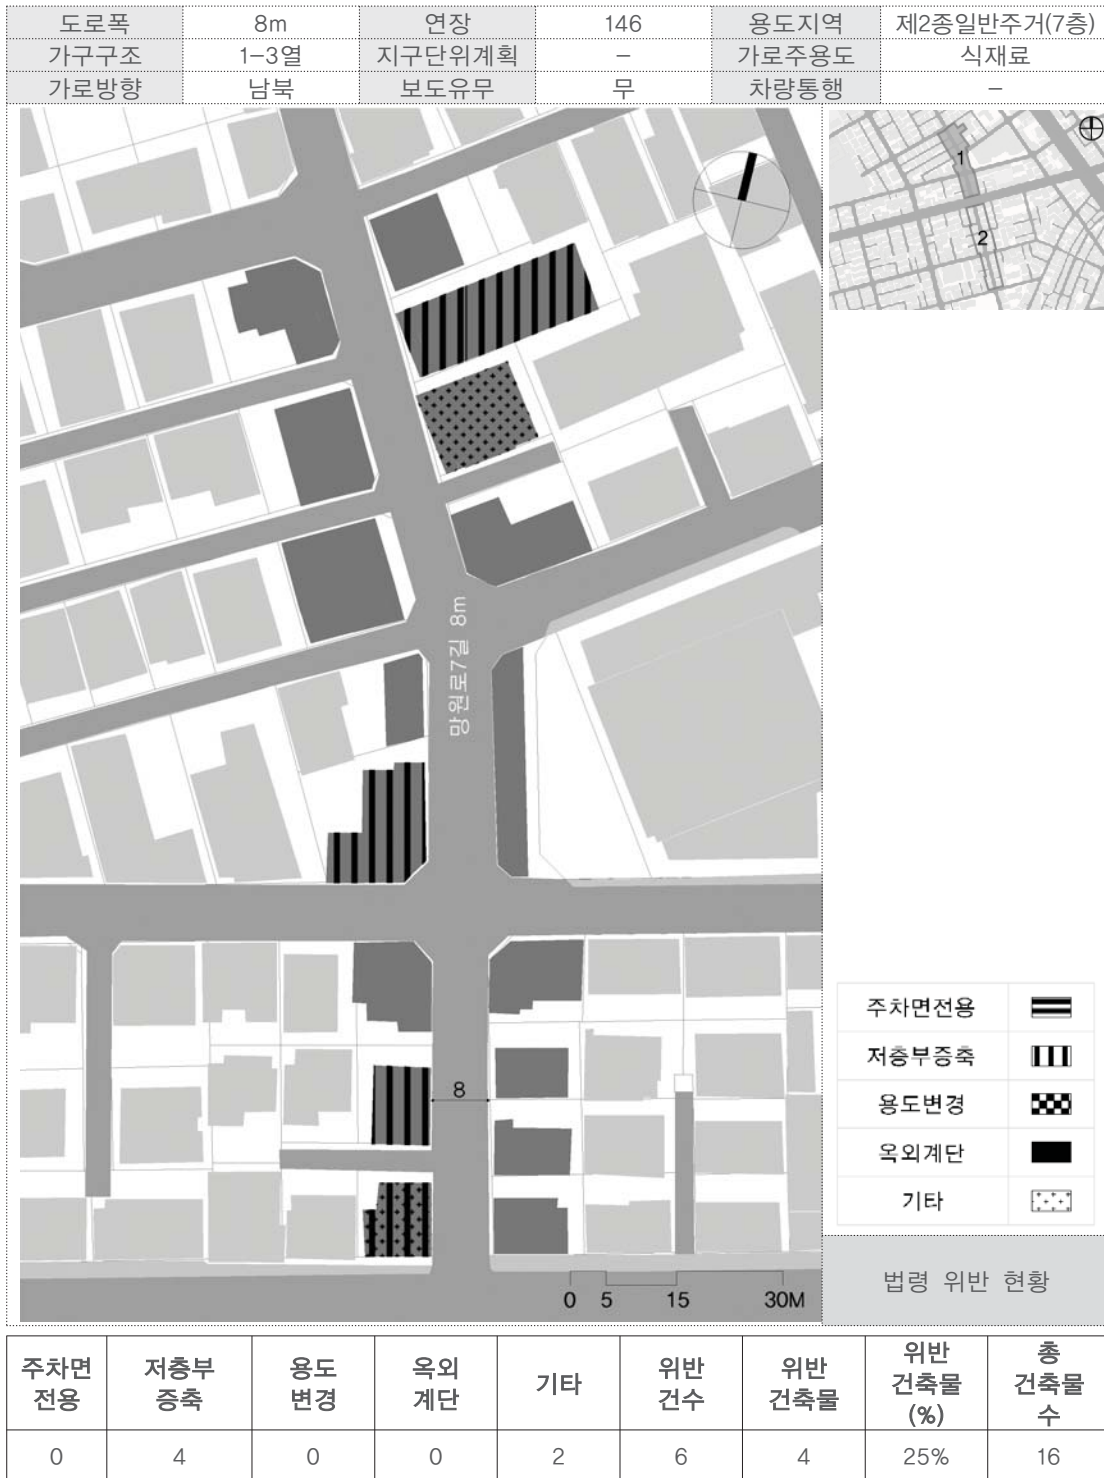 도로폭 8m 연장 146 용도지역 제2종일반주거(7층)
가구구조 1-3열 지구단위계획 - 가로주용도 식재료
가로방향 남북 보도유무 무 차량통행 -
1
2
망원로7길 8m
8
주차면전용
저층부증축
용도변경
옥외계단
기타
법령 위반 현황
0 5 15 30M
주차면 전용 저층부 증축 용도 변경 옥외 계단 기타 위반 건수 위반 건축물 위반 건축물 (%) 총 건축물 수
0 4 0 0 2 6 4 25% 16